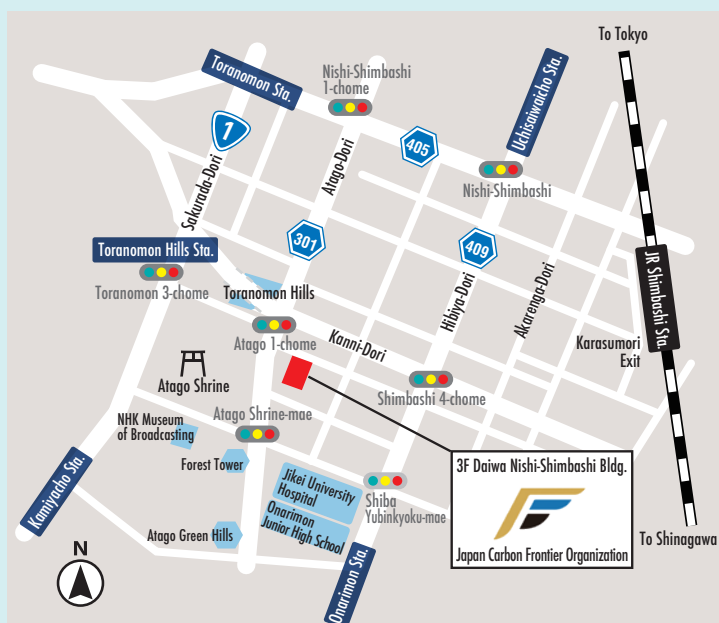 To Tokyo
Toranomon Sta.
Nishi-Shimbashi
1-chome
Uchisaiwaicho Sta.
1
405
Nishi-Shimbashi
Atago-Dori
Sakurada-Dori
301
409
Toranomon Hills Sta.
Toranomon 3-chome
Toranomon Hills
Hibiya-Dori
Akarenga-Dori
JR Shimbashi Sta.
Karasumori
Exit
Atago 1-chome
Kanni-Dori
Atago Shrine
Shimbashi 4-chome
NHK Museum
of Broadcasting
Atago Shrine-mae
Forest Tower
Jikei University
Hospital
Onarimon
Junior High School
Shiba
Yubinkyoku-mae
Kamiyacho Sta.
Atago Green Hills
Onarimon Sta.
3F Daiwa Nishi-Shimbashi Bldg.
Japan Carbon Frontier Organization
To Shinagawa
N